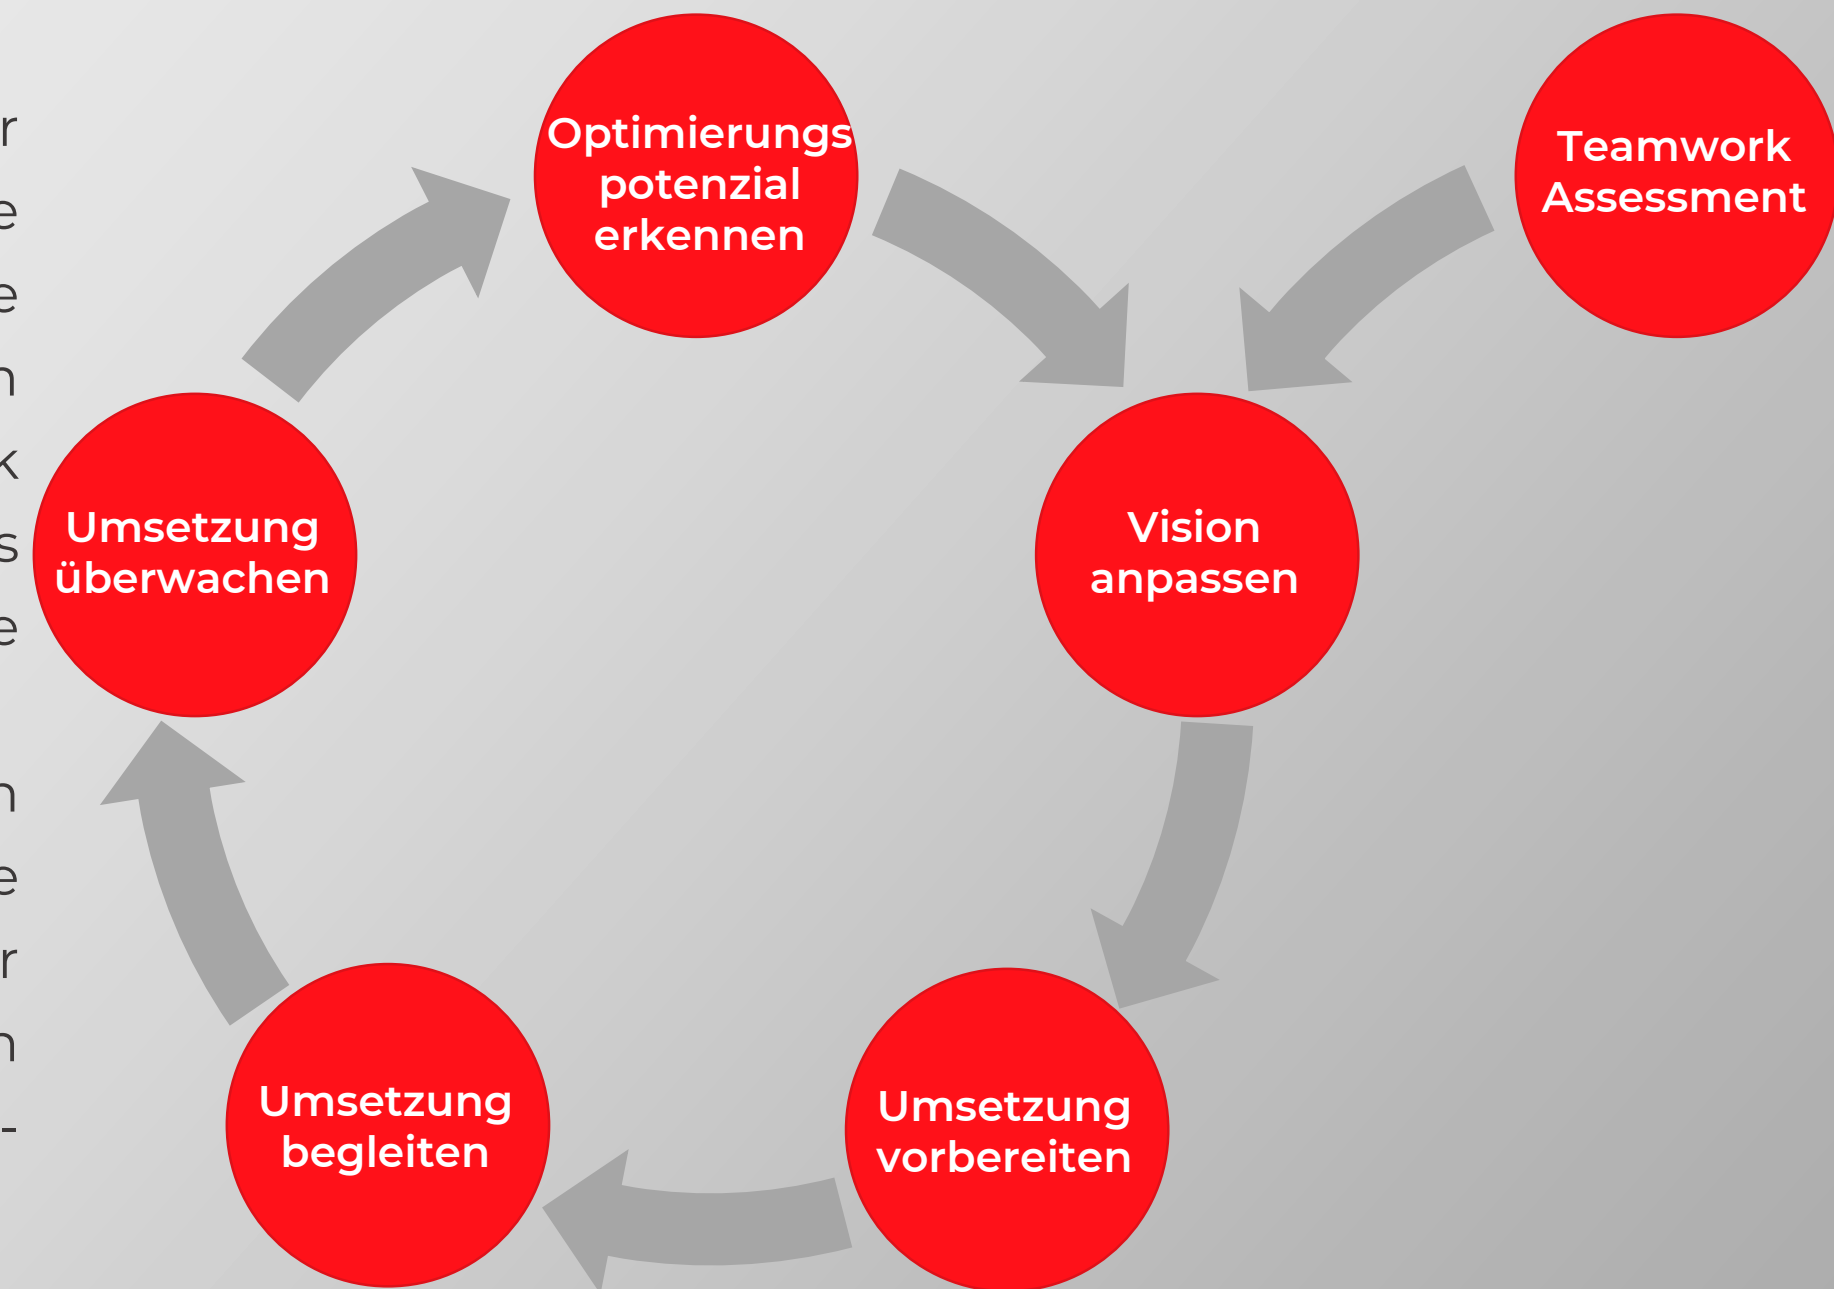 r
e
e
n
k
s
e
n
e
r
n
-
Optimierungs
potenzial
erkennen
Teamwork
Assessment
Vision
anpassen
Umsetzung
vorbereiten
Umsetzung
begleiten
Umsetzung
überwachen